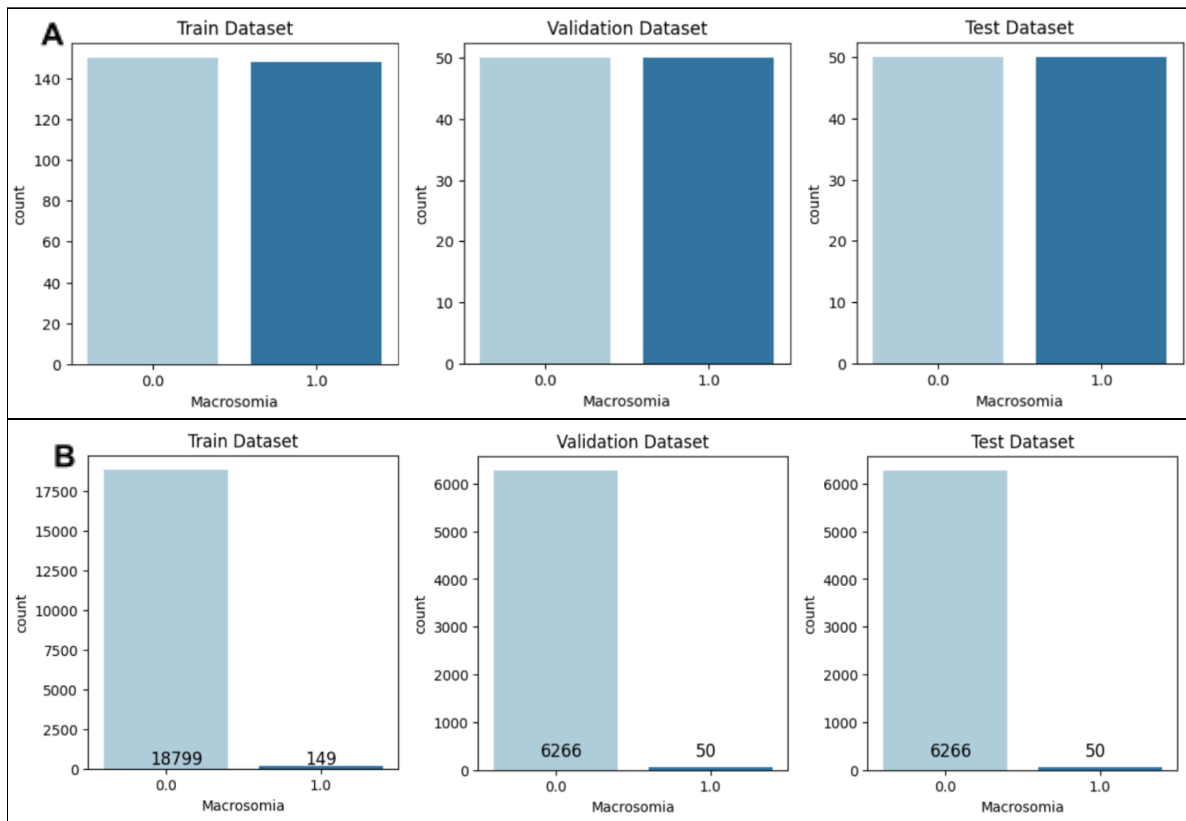 A
Train Dataset
count
140
120
100
80
60
40
20
0
0.0 1.0
Macrosomia
Validation Dataset
count
50
40
30
20
10
0
0.0 1.0
Macrosomia
Test Dataset
count
50
40
30
20
10
0
0.0 1.0
Macrosomia
B
Train Dataset
count
17500
15000
12500
10000
7500
5000
2500
0
18799 149
0.0 1.0
Macrosomia
Validation Dataset
count
6000
5000
4000
3000
2000
1000
0
6266 50
0.0 1.0
Macrosomia
Test Dataset
count
6000
5000
4000
3000
2000
1000
0
6266 50
0.0 1.0
Macrosomia